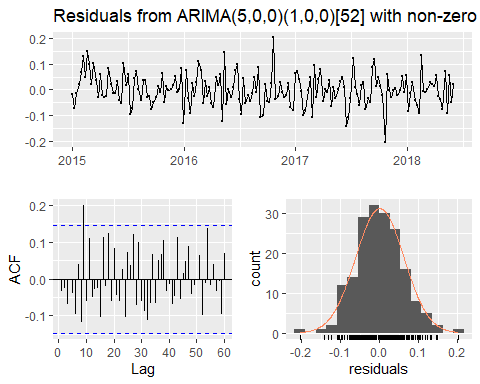 Residuals from ARIMA(5,0,0)(1,0,0)[52] with non-zero
0.2
0.1
0.0
-0.1
-0.2
2015 2016 2017 2018
ACF
0.2
0.1
0.0
-0.1
0 10 20 30 40 50 60
Lag
count
30
20
10
0
-0.2 -0.1 0.0 0.1 0.2
residuals